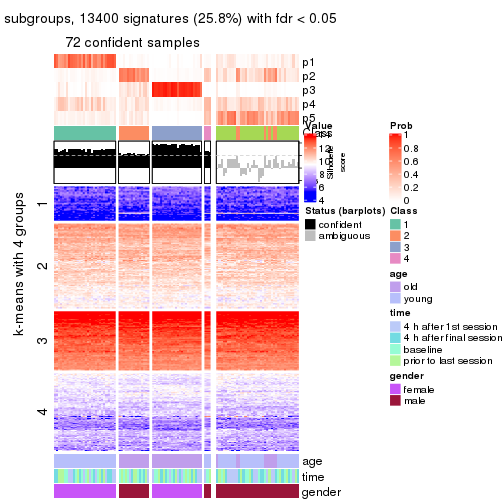 subgroups, 13400 signatures (25.8%) with fdr < 0.05
72 confident samples
p1
p2
p3
p4
p5
Class
Silhouette
score
k-means with 4 groups
1
2
3
4
age
time
gender
Value
14
12
10
8
6
4
Status (barplots)
confident
ambiguous
Prob
1
0.8
0.6
0.4
0.2
0
Class
1
2
3
4
age
old
young
time
4 h after 1st session
4 h after final session
baseline
prior to last session
gender
female
male